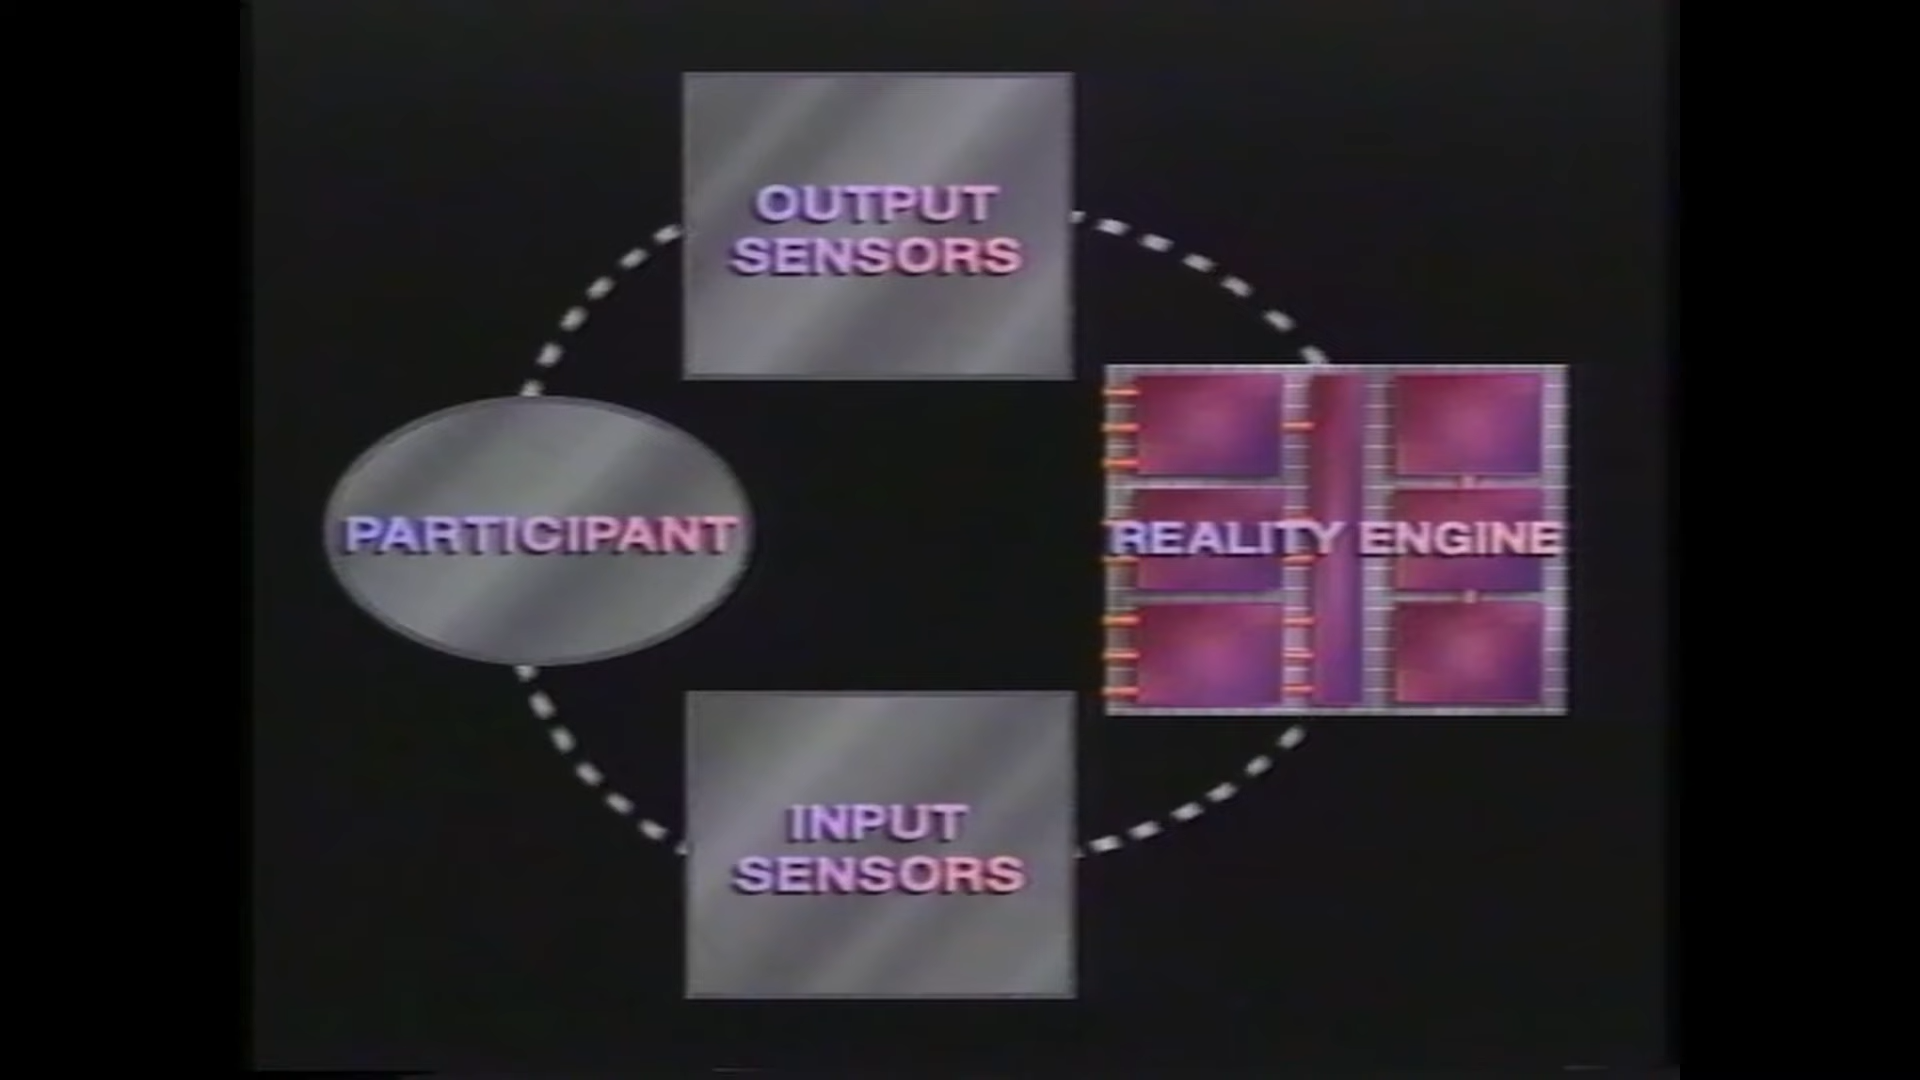 OUTPUT
SENSORS
PARTICIPANT
REALITY ENGINE
INPUT
SENSORS